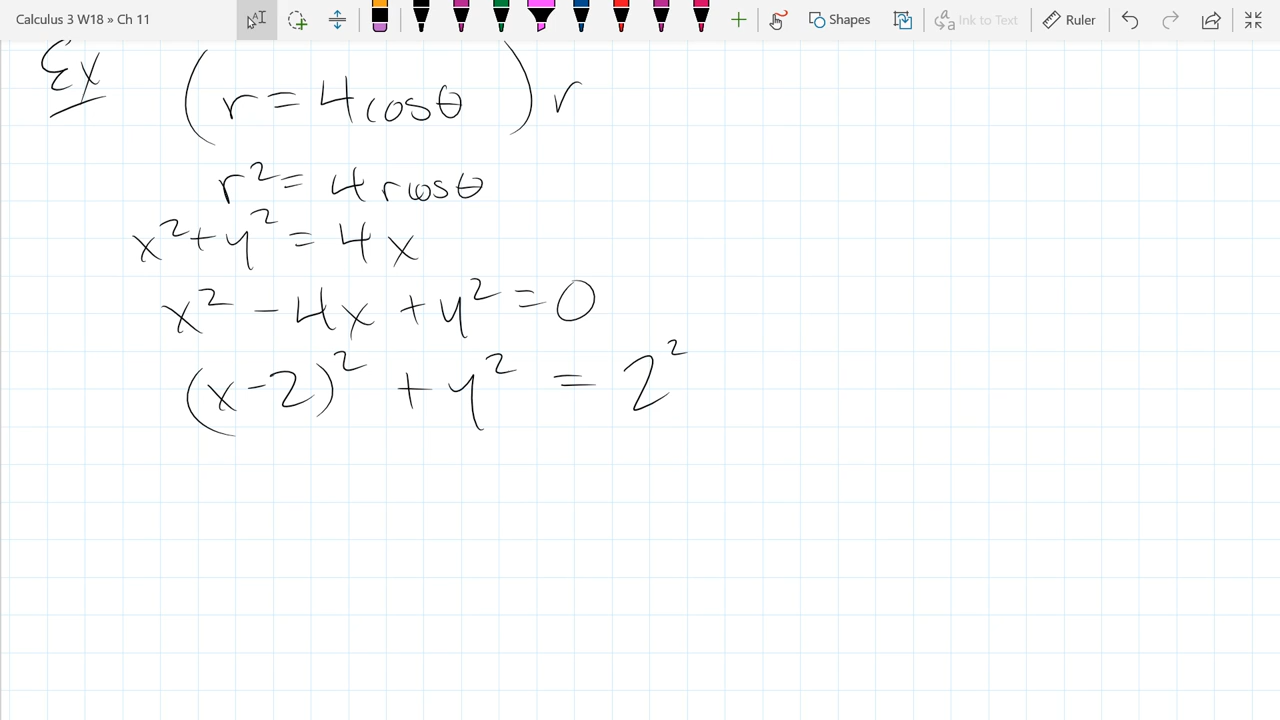 Calculus 3 W18 » Ch 11
Ink to Text
Shapes
Ruler
Ex (r = 4cosθ) r
r² = 4 r cosθ
x² + y² = 4x
x² - 4x + y² = 0
(x-2)² + y² = 2²